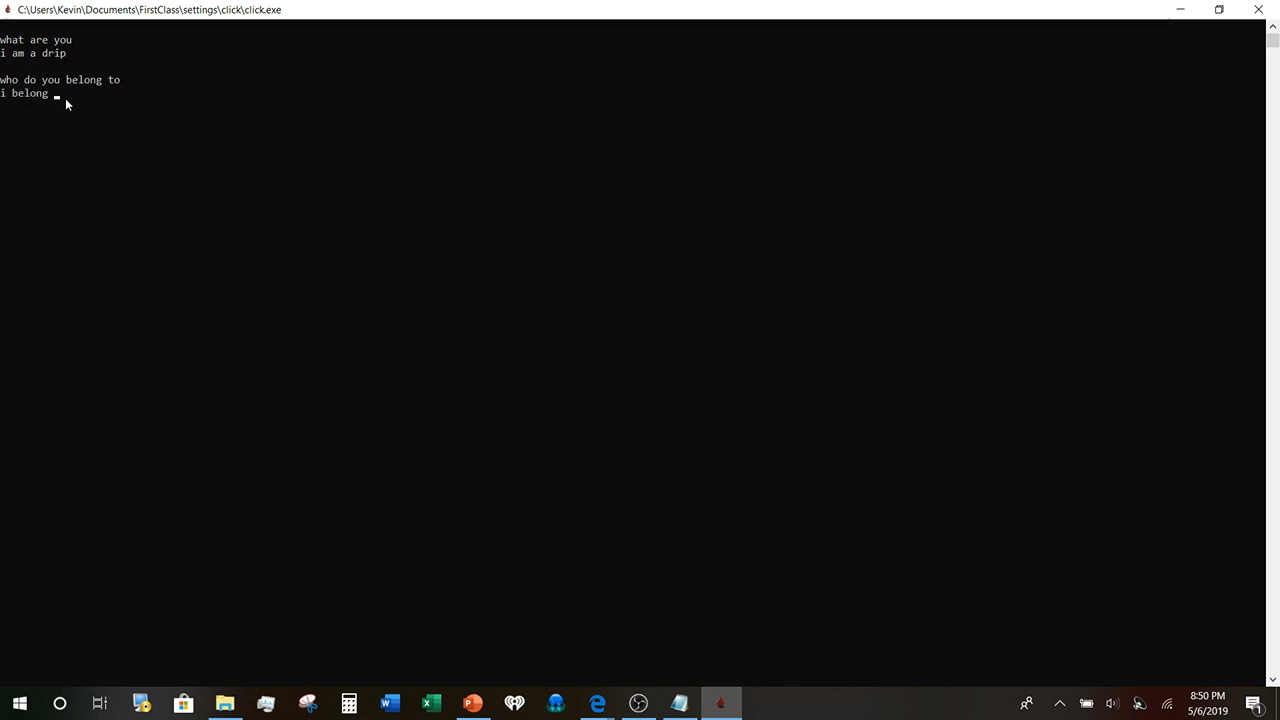 C:\Users\Kevin\Documents\FirstClass\settings\click\click.exe
what are you
i am a drip
who do you belong to
i belong
8:50 PM
5/6/2019
1